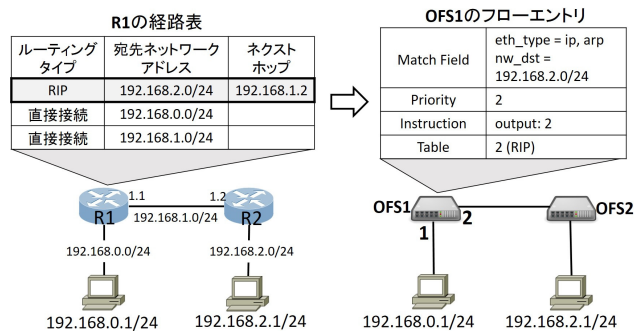 R1の経路表
ルーティングタイプ 宛先ネットワークアドレス ネクストホップ
RIP 192.168.2.0/24 192.168.1.2
直接接続 192.168.0.0/24
直接接続 192.168.1.0/24
1.1 1.2
R1 192.168.1.0/24 R2
192.168.0.0/24 192.168.2.0/24
192.168.0.1/24 192.168.2.1/24
OFS1のフローエントリ
Match Field eth_type = ip, arp
nw_dst =
192.168.2.0/24
Priority 2
Instruction output: 2
Table 2 (RIP)
OFS1 OFS2
1 2
192.168.0.1/24 192.168.2.1/24